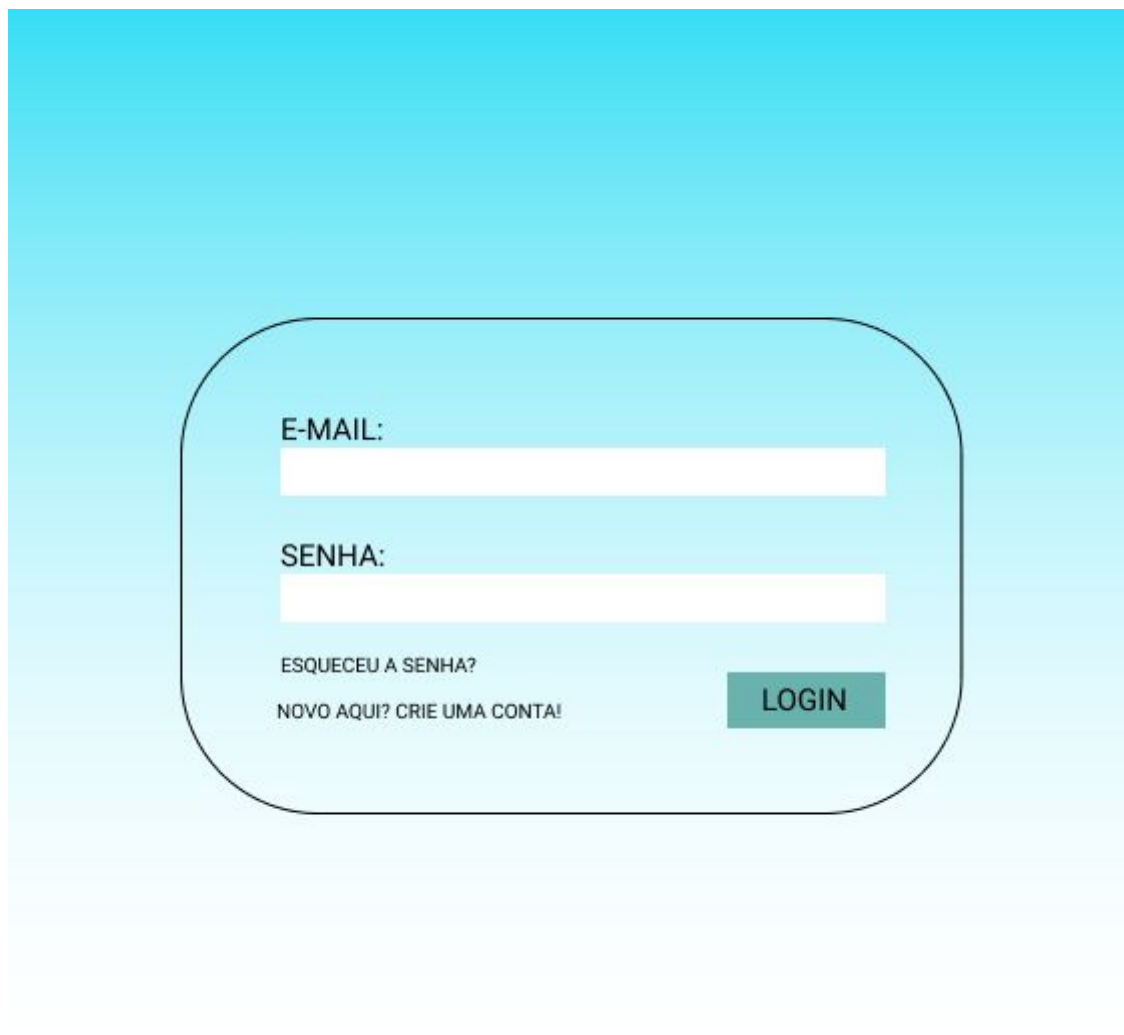 E-MAIL:
SENHA:
ESQUECEU A SENHA?
NOVO AQUI? CRIE UMA CONTA!
LOGIN